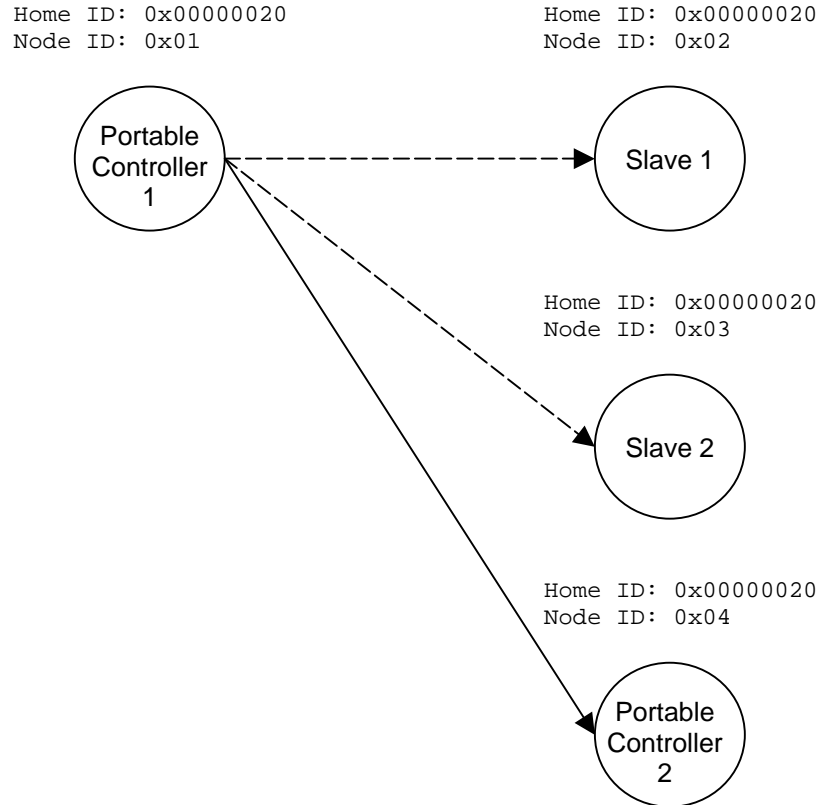 Home ID: 0x00000020
Node ID: 0x01
Home ID: 0x00000020
Node ID: 0x02
Portable
Controller
1
Slave 1
Home ID: 0x00000020
Node ID: 0x03
Slave 2
Home ID: 0x00000020
Node ID: 0x04
Portable
Controller
2